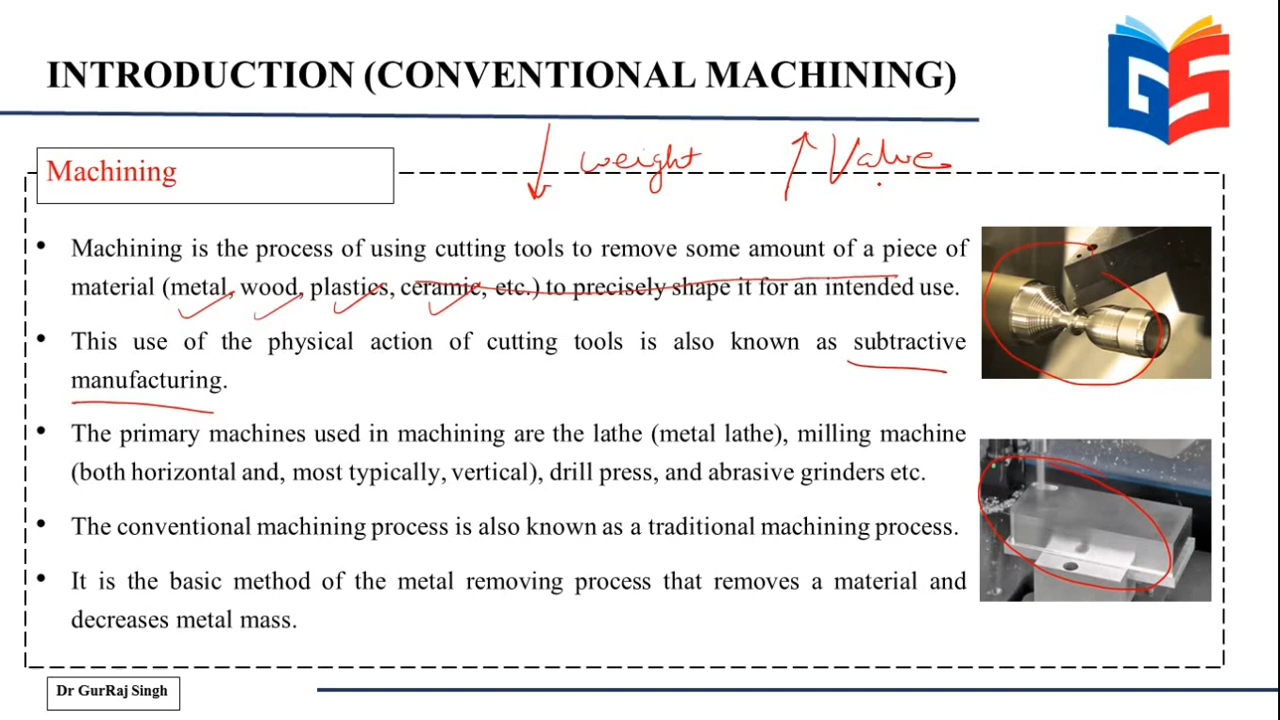 INTRODUCTION (CONVENTIONAL MACHINING)
GS
↓ weight ↑ Value
Machining
• Machining is the process of using cutting tools to remove some amount of a piece of
material (metal, wood, plastics, ceramic, etc.) to precisely shape it for an intended use.
• This use of the physical action of cutting tools is also known as subtractive
manufacturing.
• The primary machines used in machining are the lathe (metal lathe), milling machine
(both horizontal and, most typically, vertical), drill press, and abrasive grinders etc.
• The conventional machining process is also known as a traditional machining process.
• It is the basic method of the metal removing process that removes a material and
decreases metal mass.
Dr GurRaj Singh